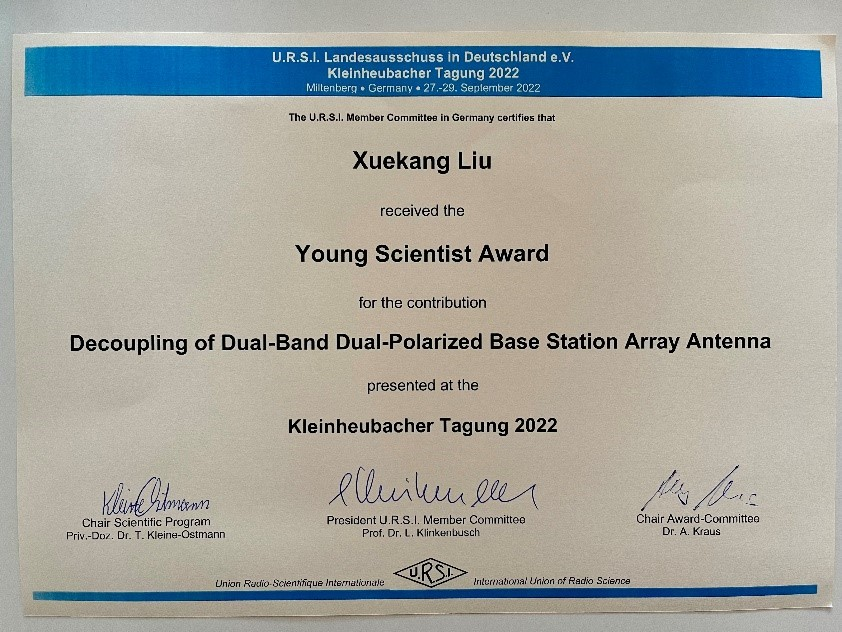 U.R.S.I. Landesausschuss in Deutschland e.V.
Kleinheubacher Tagung 2022
Miltenberg • Germany • 27.-29. September 2022
The U.R.S.I. Member Committee in Germany certifies that
Xuekang Liu
received the
Young Scientist Award
for the contribution
Decoupling of Dual-Band Dual-Polarized Base Station Array Antenna
presented at the
Kleinheubacher Tagung 2022
Kleine-Ostmann
Chair Scientific Program
Priv.-Doz. Dr. T. Kleine-Ostmann
President U.R.S.I. Member Committee
Prof. Dr. L. Klinkenbusch
Chair Award-Committee
Dr. A. Kraus
Union Radio-Scientifique Internationale
U.R.S.I.
International Union of Radio Science